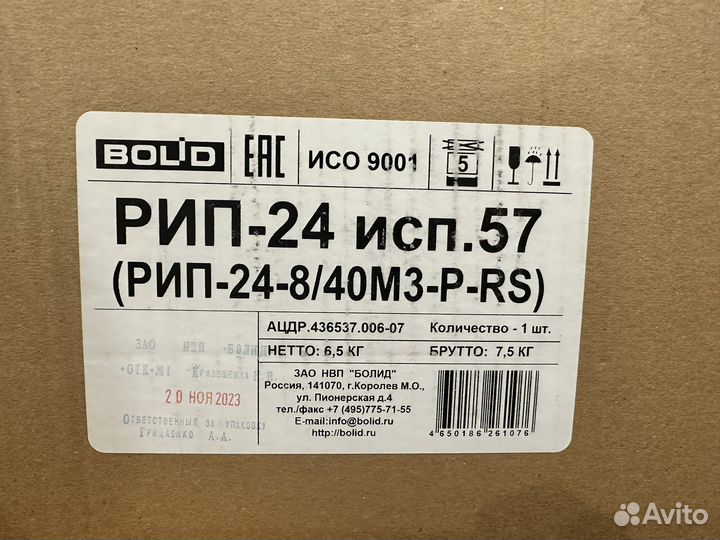 BOLID EAC ИСО 9001 5
РИП-24 исп.57
(РИП-24-8/40М3-Р-RS)
АЦДР.436537.006-07 Количество - 1 шт.
НЕТТО: 6,5 КГ БРУТТО: 7,5 КГ
ЗАО НВП "БОЛИД"
Россия, 141070, г.Королев М.О.,
ул. Пионерская д.4
тел./факс +7 (495)775-71-55
E-mail:info@bolid.ru
http://bolid.ru
4 650186 261076
ЗАО НВП БОЛИД
ОТК-№1
20 НОЯ 2023
ОТВЕТСТВЕННЫЙ ЗА УПАКОВКУ
ГРИЦАЕНКО А.А.
Avito